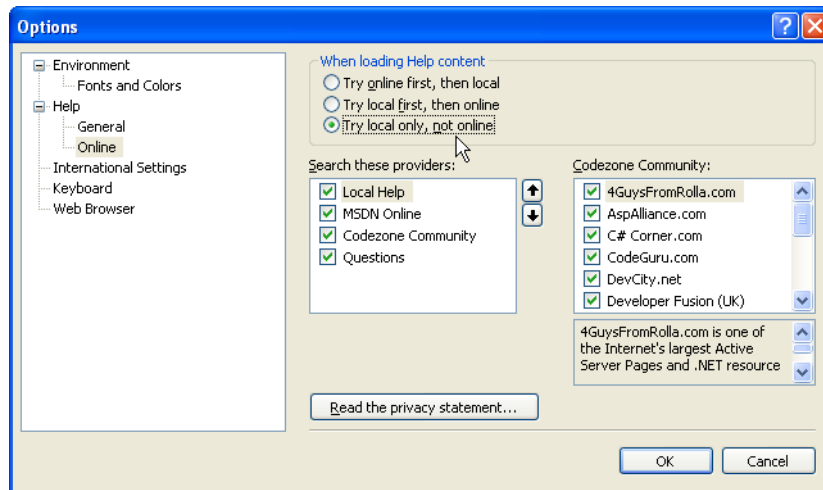 Options
Environment
Fonts and Colors
Help
General
Online
International Settings
Keyboard
Web Browser
When loading Help content
Try online first, then local
Try local first, then online
Try local only, not online
Search these providers:
Local Help
MSDN Online
Codezone Community
Questions
Codezone Community:
4GuysFromRolla.com
AspAlliance.com
C# Corner.com
CodeGuru.com
DevCity.net
Developer Fusion (UK)
4GuysFromRolla.com is one of
the Internet's largest Active
Server Pages and .NET resource
Read the privacy statement...
OK
Cancel